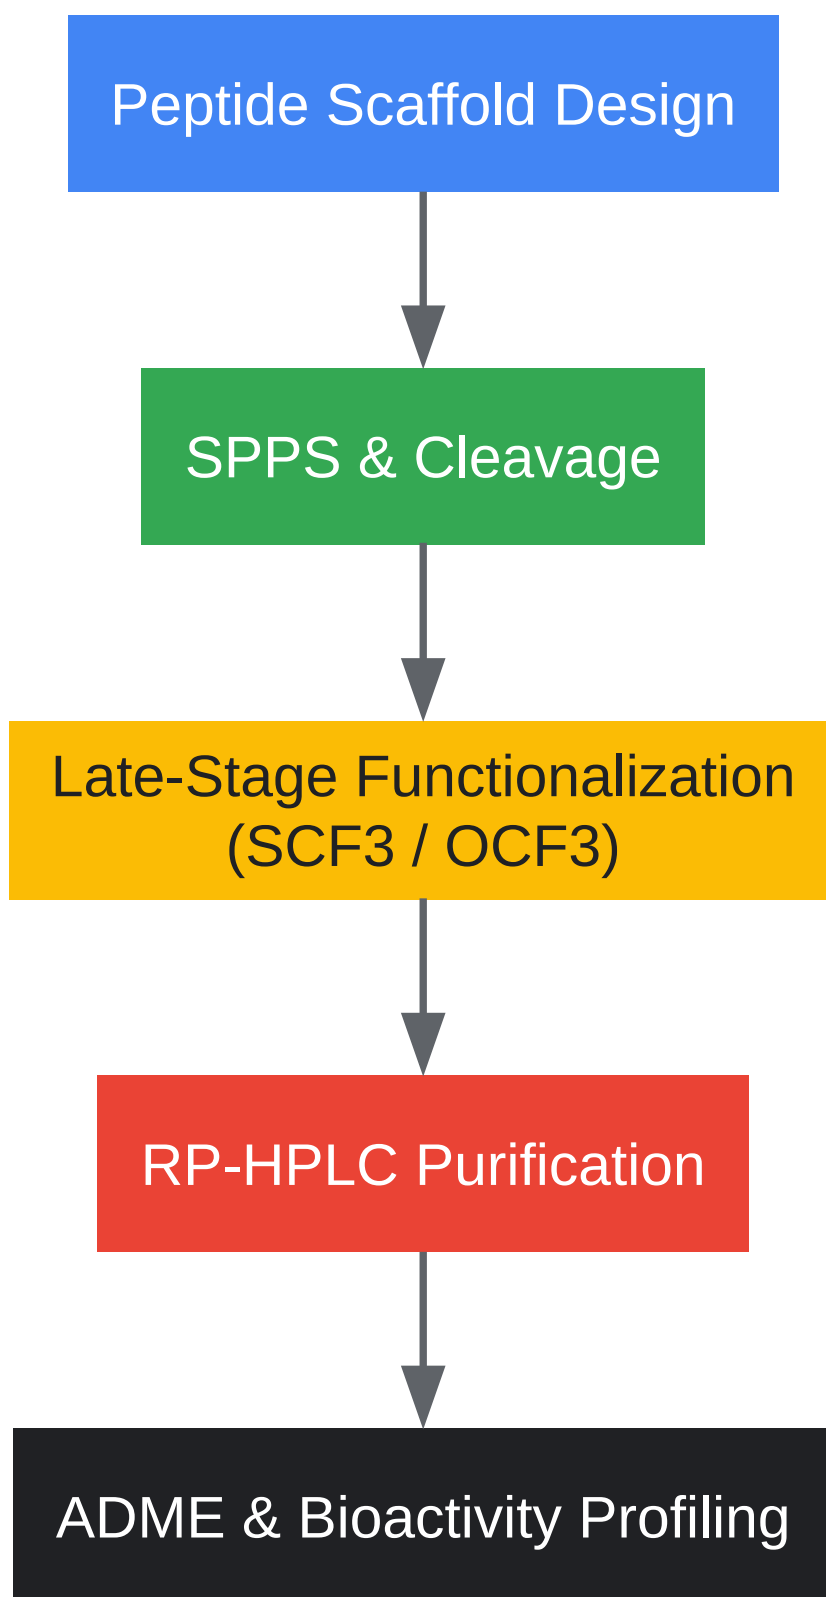 Peptide Scaffold Design
SPPS & Cleavage
Late-Stage Functionalization
(SCF3 / OCF3)
RP-HPLC Purification
ADME & Bioactivity Profiling